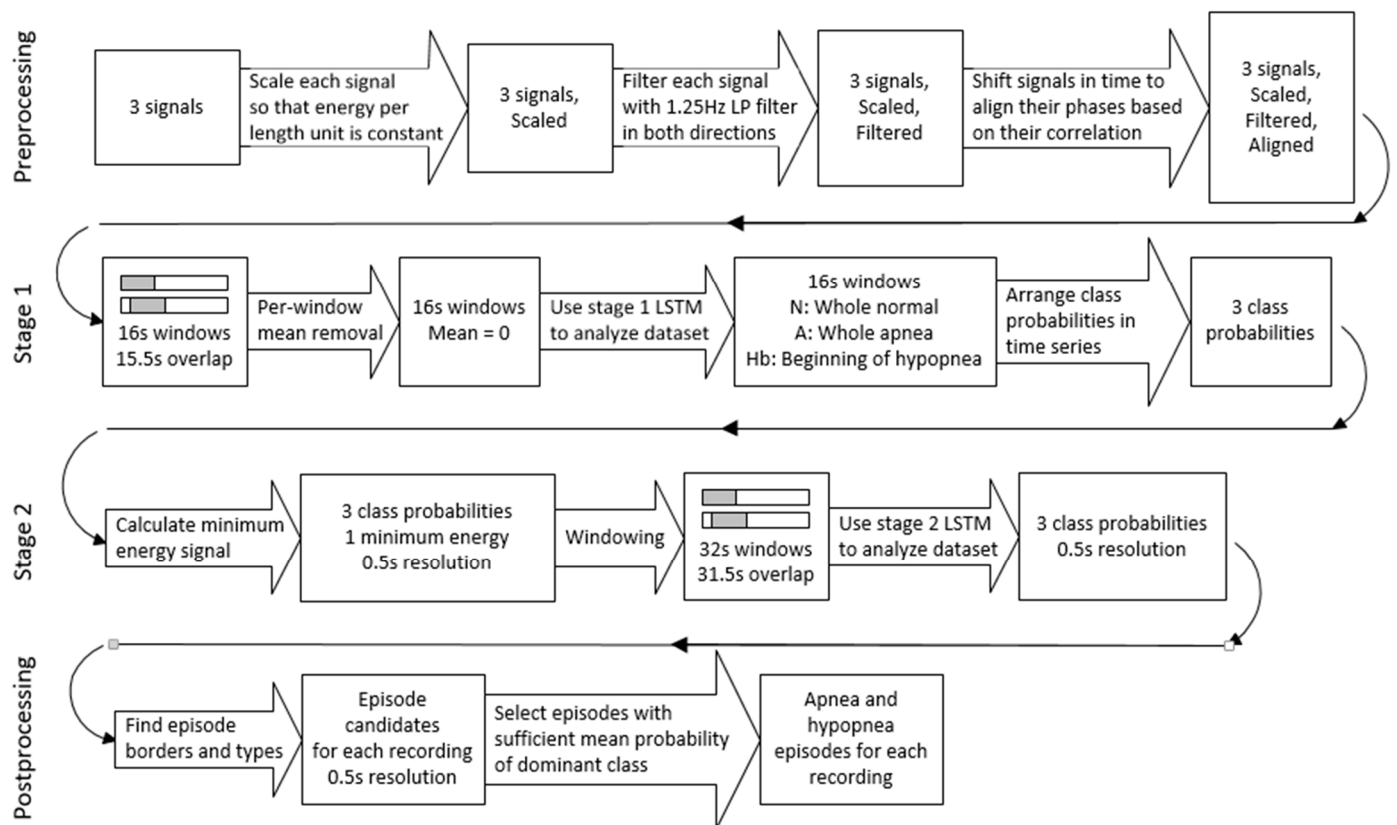 Preprocessing
3 signals
Scale each signal
so that energy per
length unit is constant
3 signals,
Scaled
Filter each signal
with 1.25Hz LP filter
in both directions
3 signals,
Scaled,
Filtered
Shift signals in time to
align their phases based
on their correlation
3 signals,
Scaled,
Filtered,
Aligned
Stage 1
16s windows
15.5s overlap
Per-window
mean removal
16s windows
Mean = 0
Use stage 1 LSTM
to analyze dataset
16s windows
N: Whole normal
A: Whole apnea
Hb: Beginning of hypopnea
Arrange class
probabilities in
time series
3 class
probabilities
Stage 2
Calculate minimum
energy signal
3 class probabilities
1 minimum energy
0.5s resolution
Windowing
32s windows
31.5s overlap
Use stage 2 LSTM
to analyze dataset
3 class probabilities
0.5s resolution
Postprocessing
Find episode
borders and types
Episode
candidates
for each recording
0.5s resolution
Select episodes with
sufficient mean probability
of dominant class
Apnea and
hypopnea
episodes for each
recording